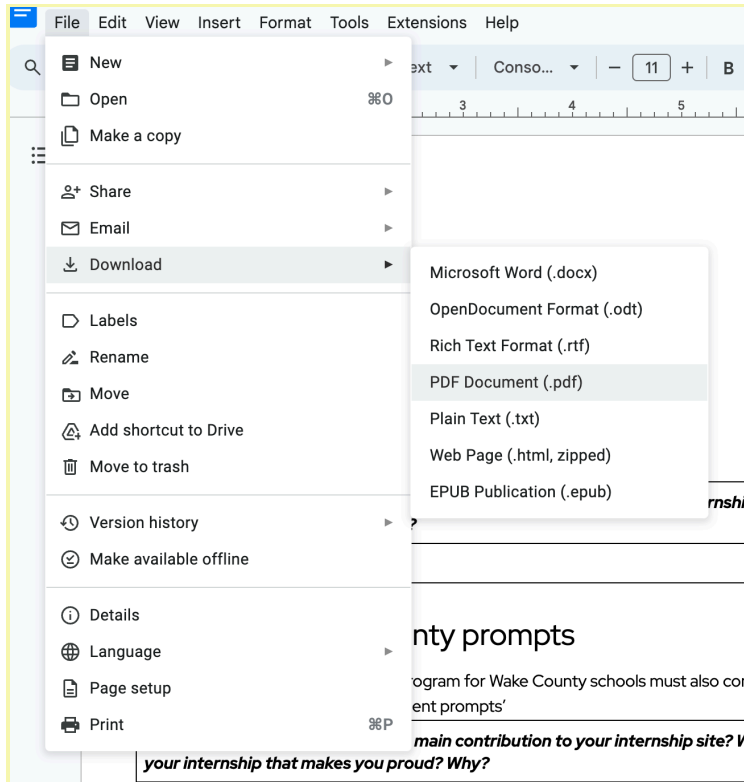 File Edit View Insert Format Tools Extensions Help
ext Conso... − 11 + B
3 4 5
New
Open ⌘O
Make a copy
Share
Email
Download
Microsoft Word (.docx)
OpenDocument Format (.odt)
Rich Text Format (.rtf)
PDF Document (.pdf)
Plain Text (.txt)
Web Page (.html, zipped)
EPUB Publication (.epub)
Labels
Rename
Move
Add shortcut to Drive
Move to trash
rnshi
Version history
?
Make available offline
Details
nty prompts
Language
ogram for Wake County schools must also cor
Page setup
ent prompts’
Print ⌘P
main contribution to your internship site? W
your internship that makes you proud? Why?